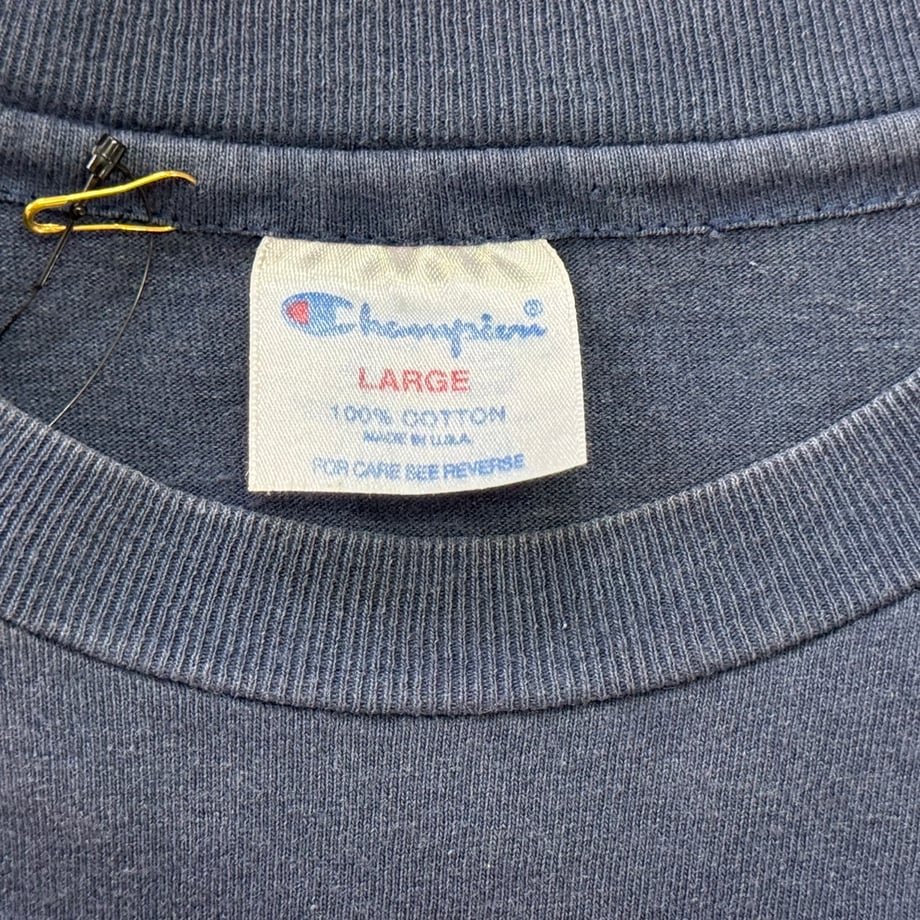 Champion®
LARGE
100% COTTON
MADE IN U.S.A.
FOR CARE SEE REVERSE